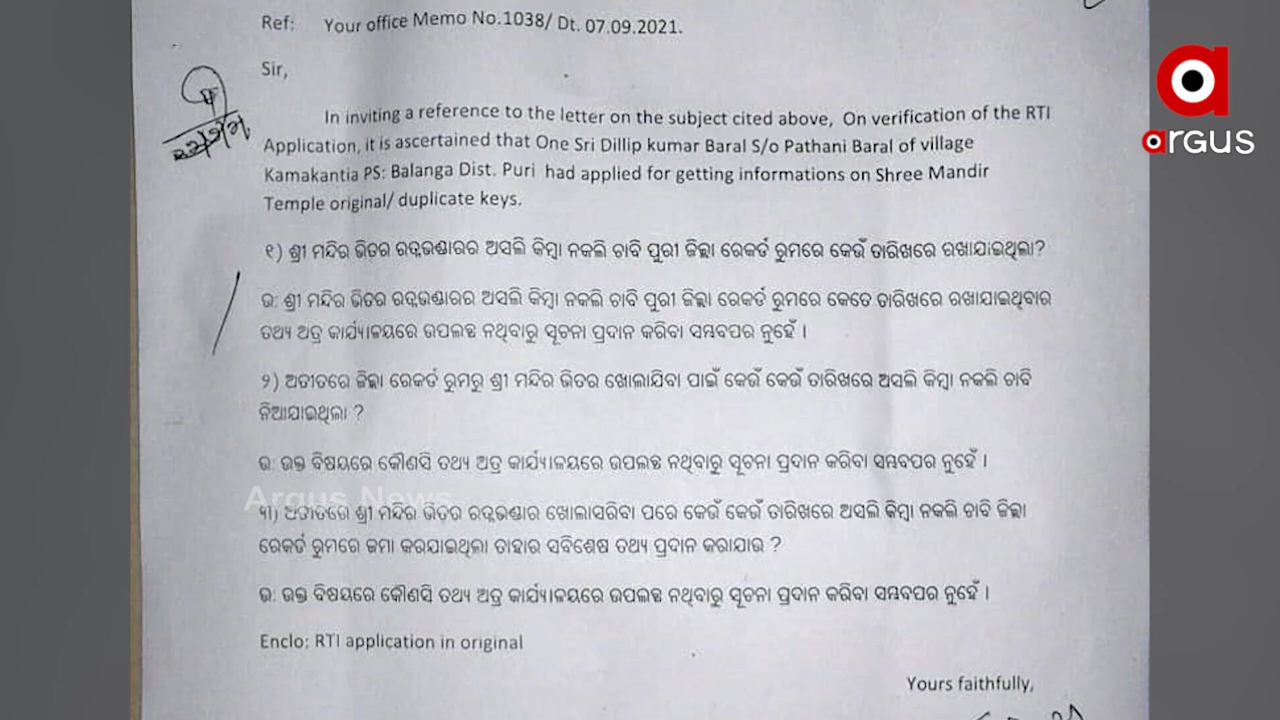 Ref: Your office Memo No.1038/ Dt. 07.09.2021.
Sir,
In inviting a reference to the letter on the subject cited above, On verification of the RTI
Application, it is ascertained that One Sri Dillip kumar Baral S/o Pathani Baral of village
Kamakantia PS: Balanga Dist. Puri had applied for getting informations on Shree Mandir
Temple original/ duplicate keys.
୧) ଶ୍ରୀ ମନ୍ଦିର ଭିତର ରତ୍ନଭଣ୍ଡାରର ଅସଲି କିମ୍ବା ନକଲି ଚାବି ପୁରୀ ଜିଲ୍ଲା ରେକର୍ଡ ରୁମରେ କେଉଁ ତାରିଖରେ ରଖାଯାଇଥିଲା?
ଉ: ଶ୍ରୀ ମନ୍ଦିର ଭିତର ରତ୍ନଭଣ୍ଡାରର ଅସଲି କିମ୍ବା ନକଲି ଚାବି ପୁରୀ ଜିଲ୍ଲା ରେକର୍ଡ ରୁମରେ କେତେ ତାରିଖରେ ରଖାଯାଇଥିବାର
ତଥ୍ୟ ଅତ୍ର କାର୍ଯ୍ୟାଳୟରେ ଉପଲବ୍ଧ ନଥିବାରୁ ସୂଚନା ପ୍ରଦାନ କରିବା ସମ୍ଭବପର ନୁହେଁ ।
୨) ଅତୀତରେ ଜିଲ୍ଲା ରେକର୍ଡ ରୁମରୁ ଶ୍ରୀ ମନ୍ଦିର ଭିତର ଖୋଲାଯିବା ପାଇଁ କେଉଁ କେଉଁ ତାରିଖରେ ଅସଲି କିମ୍ବା ନକଲି ଚାବି
ନିଆଯାଇଥିଲା ?
ଉ: ଉକ୍ତ ବିଷୟରେ କୌଣସି ତଥ୍ୟ ଅତ୍ର କାର୍ଯ୍ୟାଳୟରେ ଉପଲବ୍ଧ ନଥିବାରୁ ସୂଚନା ପ୍ରଦାନ କରିବା ସମ୍ଭବପର ନୁହେଁ ।
Argus News
୩) ଅତୀତରେ ଶ୍ରୀ ମନ୍ଦିର ଭିତର ରତ୍ନଭଣ୍ଡାର ଖୋଲାସରିବା ପରେ କେଉଁ କେଉଁ ତାରିଖରେ ଅସଲି କିମ୍ବା ନକଲି ଚାବି ଜିଲ୍ଲା
ରେକର୍ଡ ରୁମରେ ଜମା କରଯାଇଥିଲା ତାହାର ସବିଶେଷ ତଥ୍ୟ ପ୍ରଦାନ କରାଯାଉ ?
ଉ: ଉକ୍ତ ବିଷୟରେ କୌଣସି ତଥ୍ୟ ଅତ୍ର କାର୍ଯ୍ୟାଳୟରେ ଉପଲବ୍ଧ ନଥିବାରୁ ସୂଚନା ପ୍ରଦାନ କରିବା ସମ୍ଭବପର ନୁହେଁ ।
Enclo: RTI application in original
Yours faithfully,
a
argus